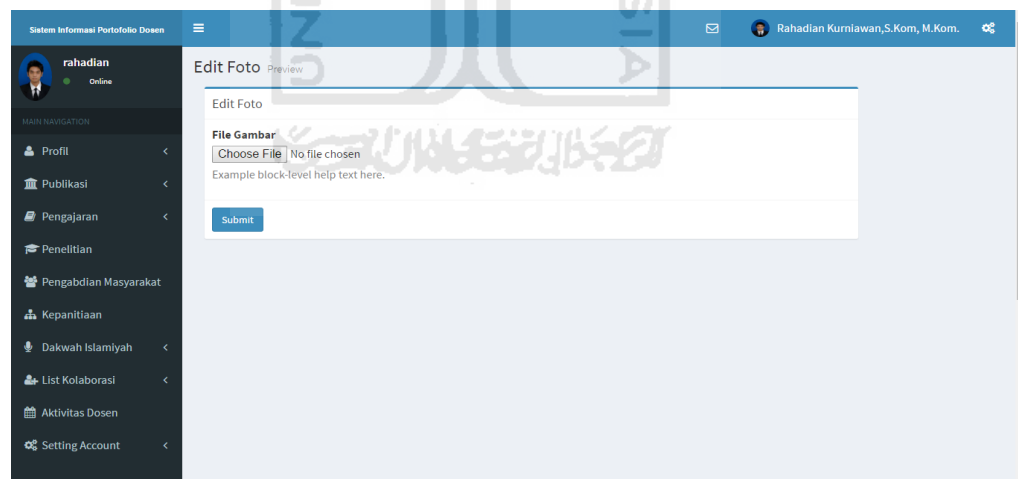 Sistem Informasi Portofolio Dosen
Rahadian Kurniawan,S.Kom, M.Kom.
rahadian
Online
MAIN NAVIGATION
Profil
Publikasi
Pengajaran
Penelitian
Pengabdian Masyarakat
Kepanitiaan
Dakwah Islamiyah
List Kolaborasi
Aktivitas Dosen
Setting Account
Edit Foto Preview
Edit Foto
File Gambar
Choose File No file chosen
Example block-level help text here.
Submit